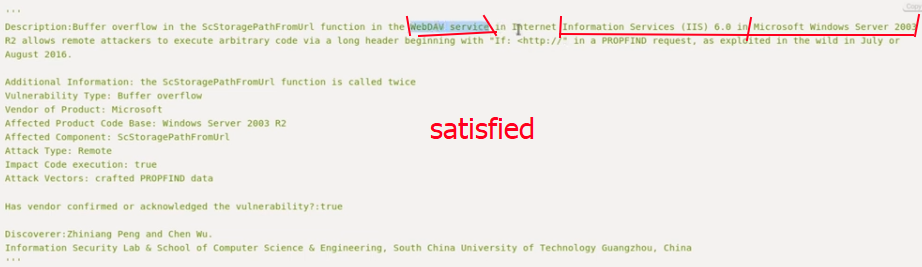 '''
Description:Buffer overflow in the ScStoragePathFromUrl function in the WebDAV service in Internet Information Services (IIS) 6.0 in Microsoft Windows Server 2003
R2 allows remote attackers to execute arbitrary code via a long header beginning with "If: <http://" in a PROPFIND request, as exploited in the wild in July or
August 2016.
Additional Information: the ScStoragePathFromUrl function is called twice
Vulnerability Type: Buffer overflow
Vendor of Product: Microsoft
Affected Product Code Base: Windows Server 2003 R2
Affected Component: ScStoragePathFromUrl
Attack Type: Remote
Impact Code execution: true
Attack Vectors: crafted PROPFIND data
satisfied
Has vendor confirmed or acknowledged the vulnerability?:true
Discoverer:Zhiniang Peng and Chen Wu.
Information Security Lab & School of Computer Science & Engineering, South China University of Technology Guangzhou, China
'''